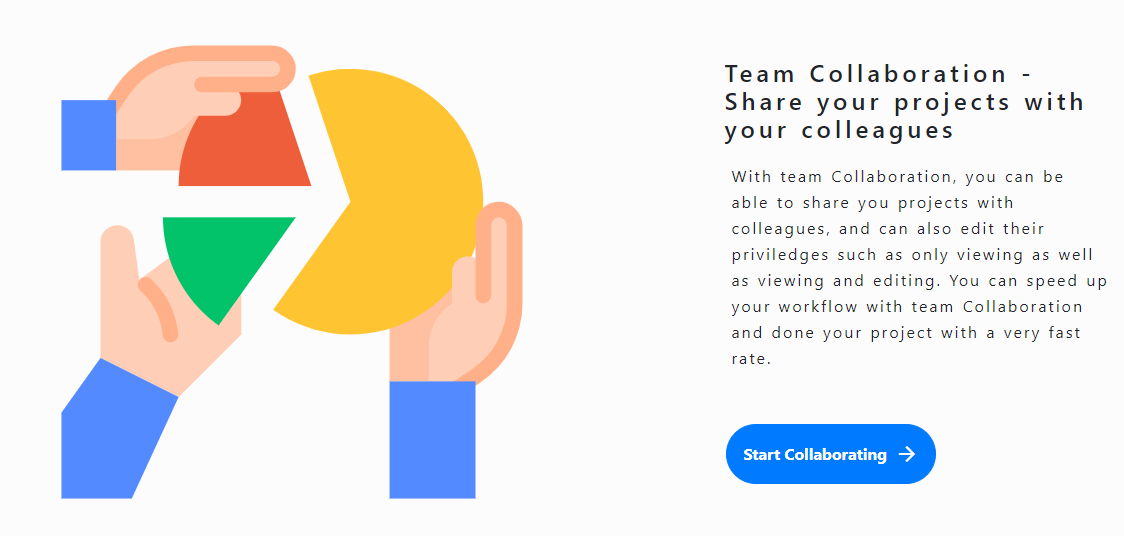 Team Collaboration -
Share your projects with
your colleagues
With team Collaboration, you can be
able to share you projects with
colleagues, and can also edit their
priviledges such as only viewing as well
as viewing and editing. You can speed up
your workflow with team Collaboration
and done your project with a very fast
rate.
Start Collaborating →